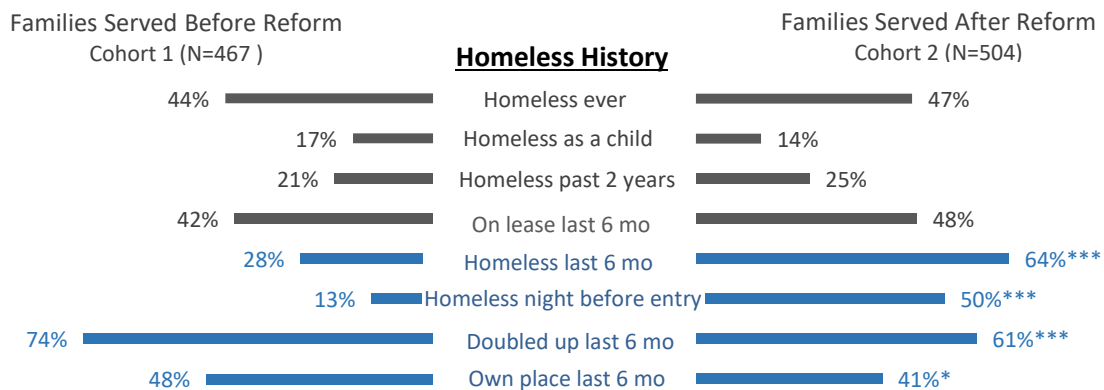 Families Served Before Reform
Cohort 1 (N=467 )
Families Served After Reform
Cohort 2 (N=504)
Homeless History
44% Homeless ever 47%
17% Homeless as a child 14%
21% Homeless past 2 years 25%
42% On lease last 6 mo 48%
28% Homeless last 6 mo 64%***
13% Homeless night before entry 50%***
74% Doubled up last 6 mo 61%***
48% Own place last 6 mo 41%*